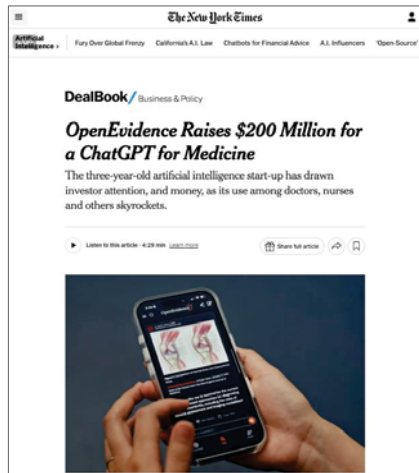 The New York Times
Artificial Intelligence › Fury Over Global Frenzy California's A.I. Law Chatbots for Financial Advice A.I. Influencers 'Open-Source'
DealBook/ Business & Policy
OpenEvidence Raises $200 Million for
a ChatGPT for Medicine
The three-year-old artificial intelligence start-up has drawn
investor attention, and money, as its use among doctors, nurses
and others skyrockets.
Listen to this article · 4:29 min Learn more
Share full article
OpenEvidence